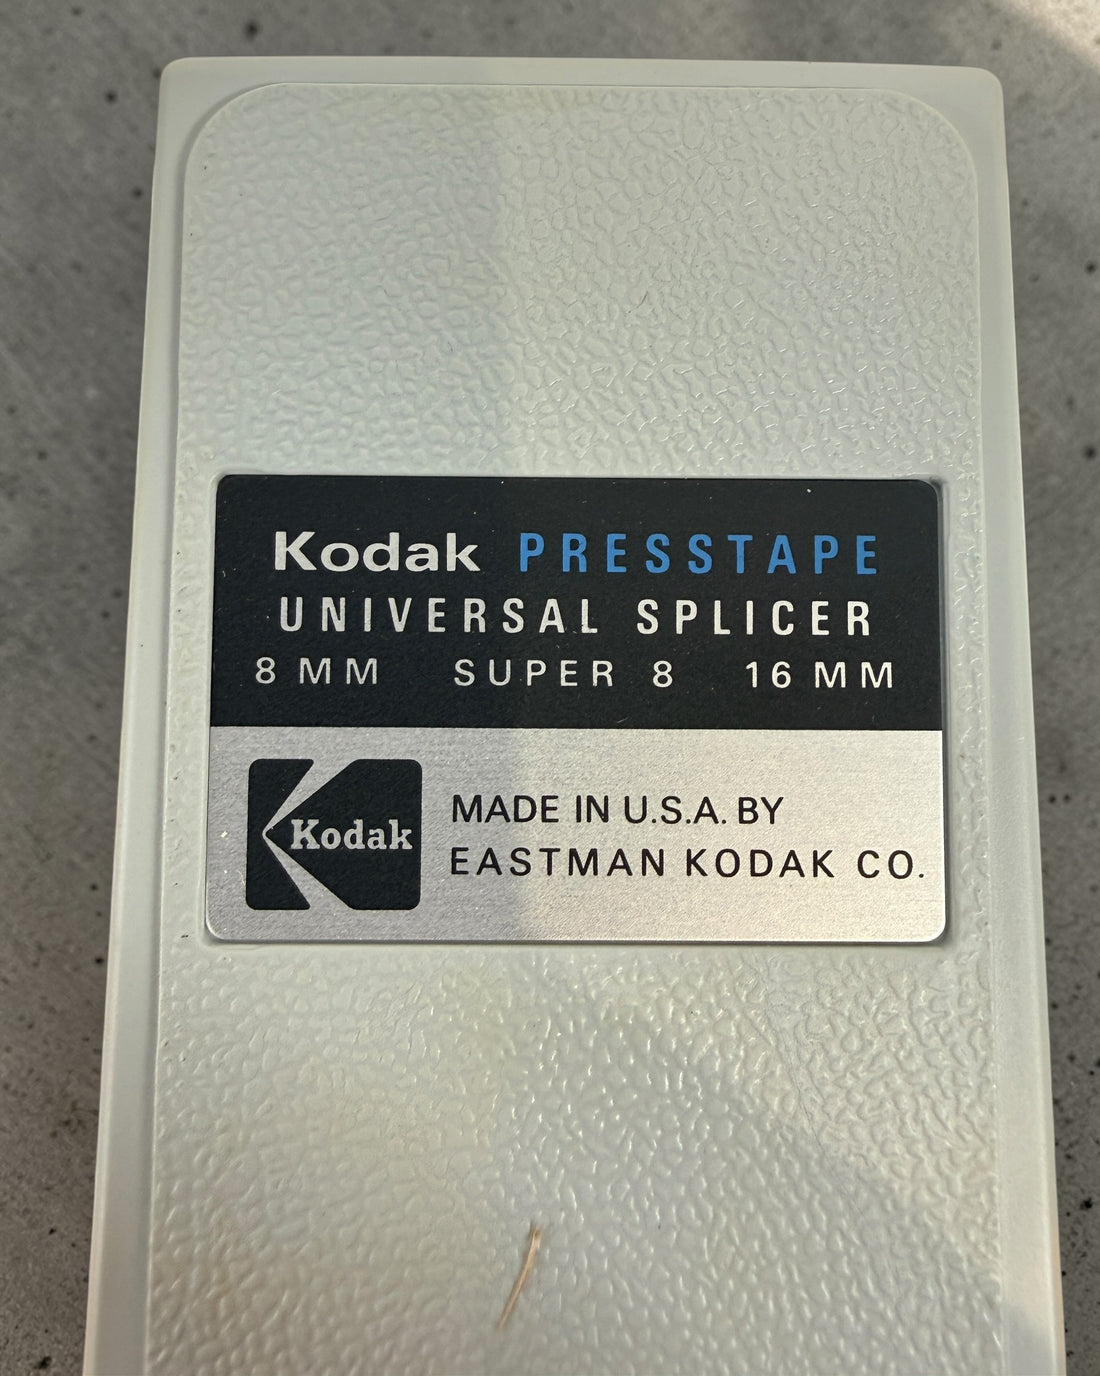 Kodak PRESSTAPE
UNIVERSAL SPLICER
8 MM SUPER 8 16 MM
Kodak
MADE IN U.S.A. BY
EASTMAN KODAK CO.